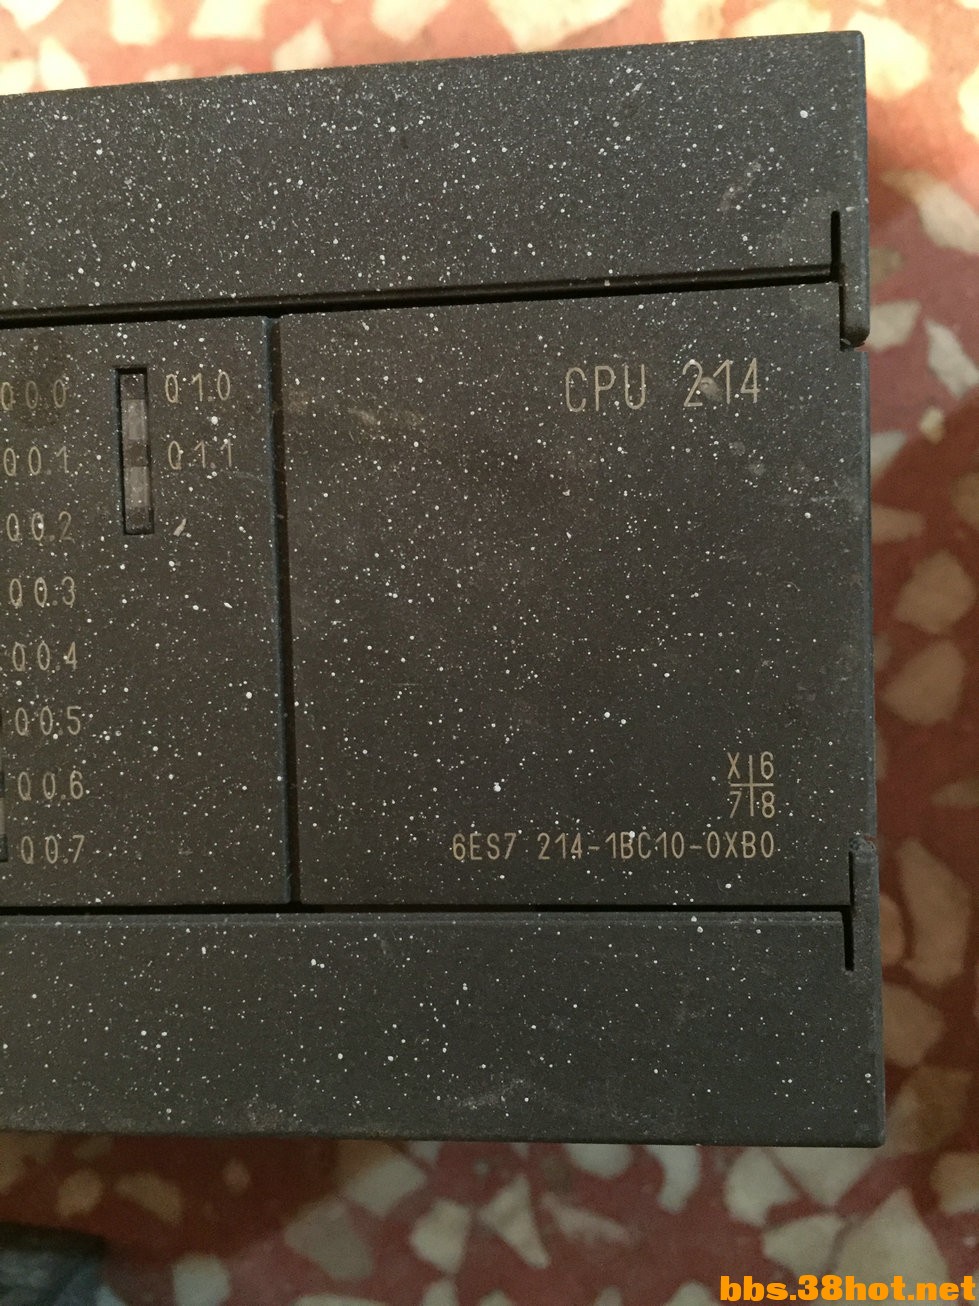 Q0.0
Q0.1
Q0.2
Q0.3
Q0.4
Q0.5
Q0.6
Q0.7
Q1.0
Q1.1
CPU 214
X 6
7 8
6ES7 214-1BC10-0XB0
bbs.38hot.net